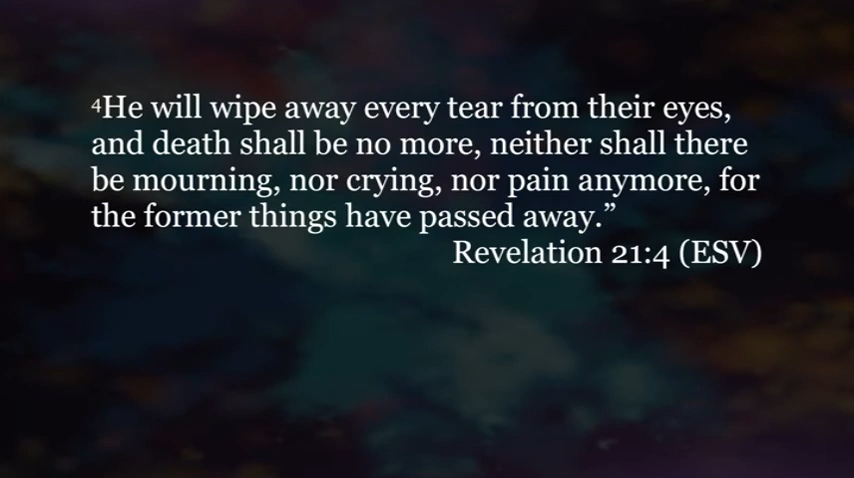 4He will wipe away every tear from their eyes,
and death shall be no more, neither shall there
be mourning, nor crying, nor pain anymore, for
the former things have passed away.”
Revelation 21:4 (ESV)